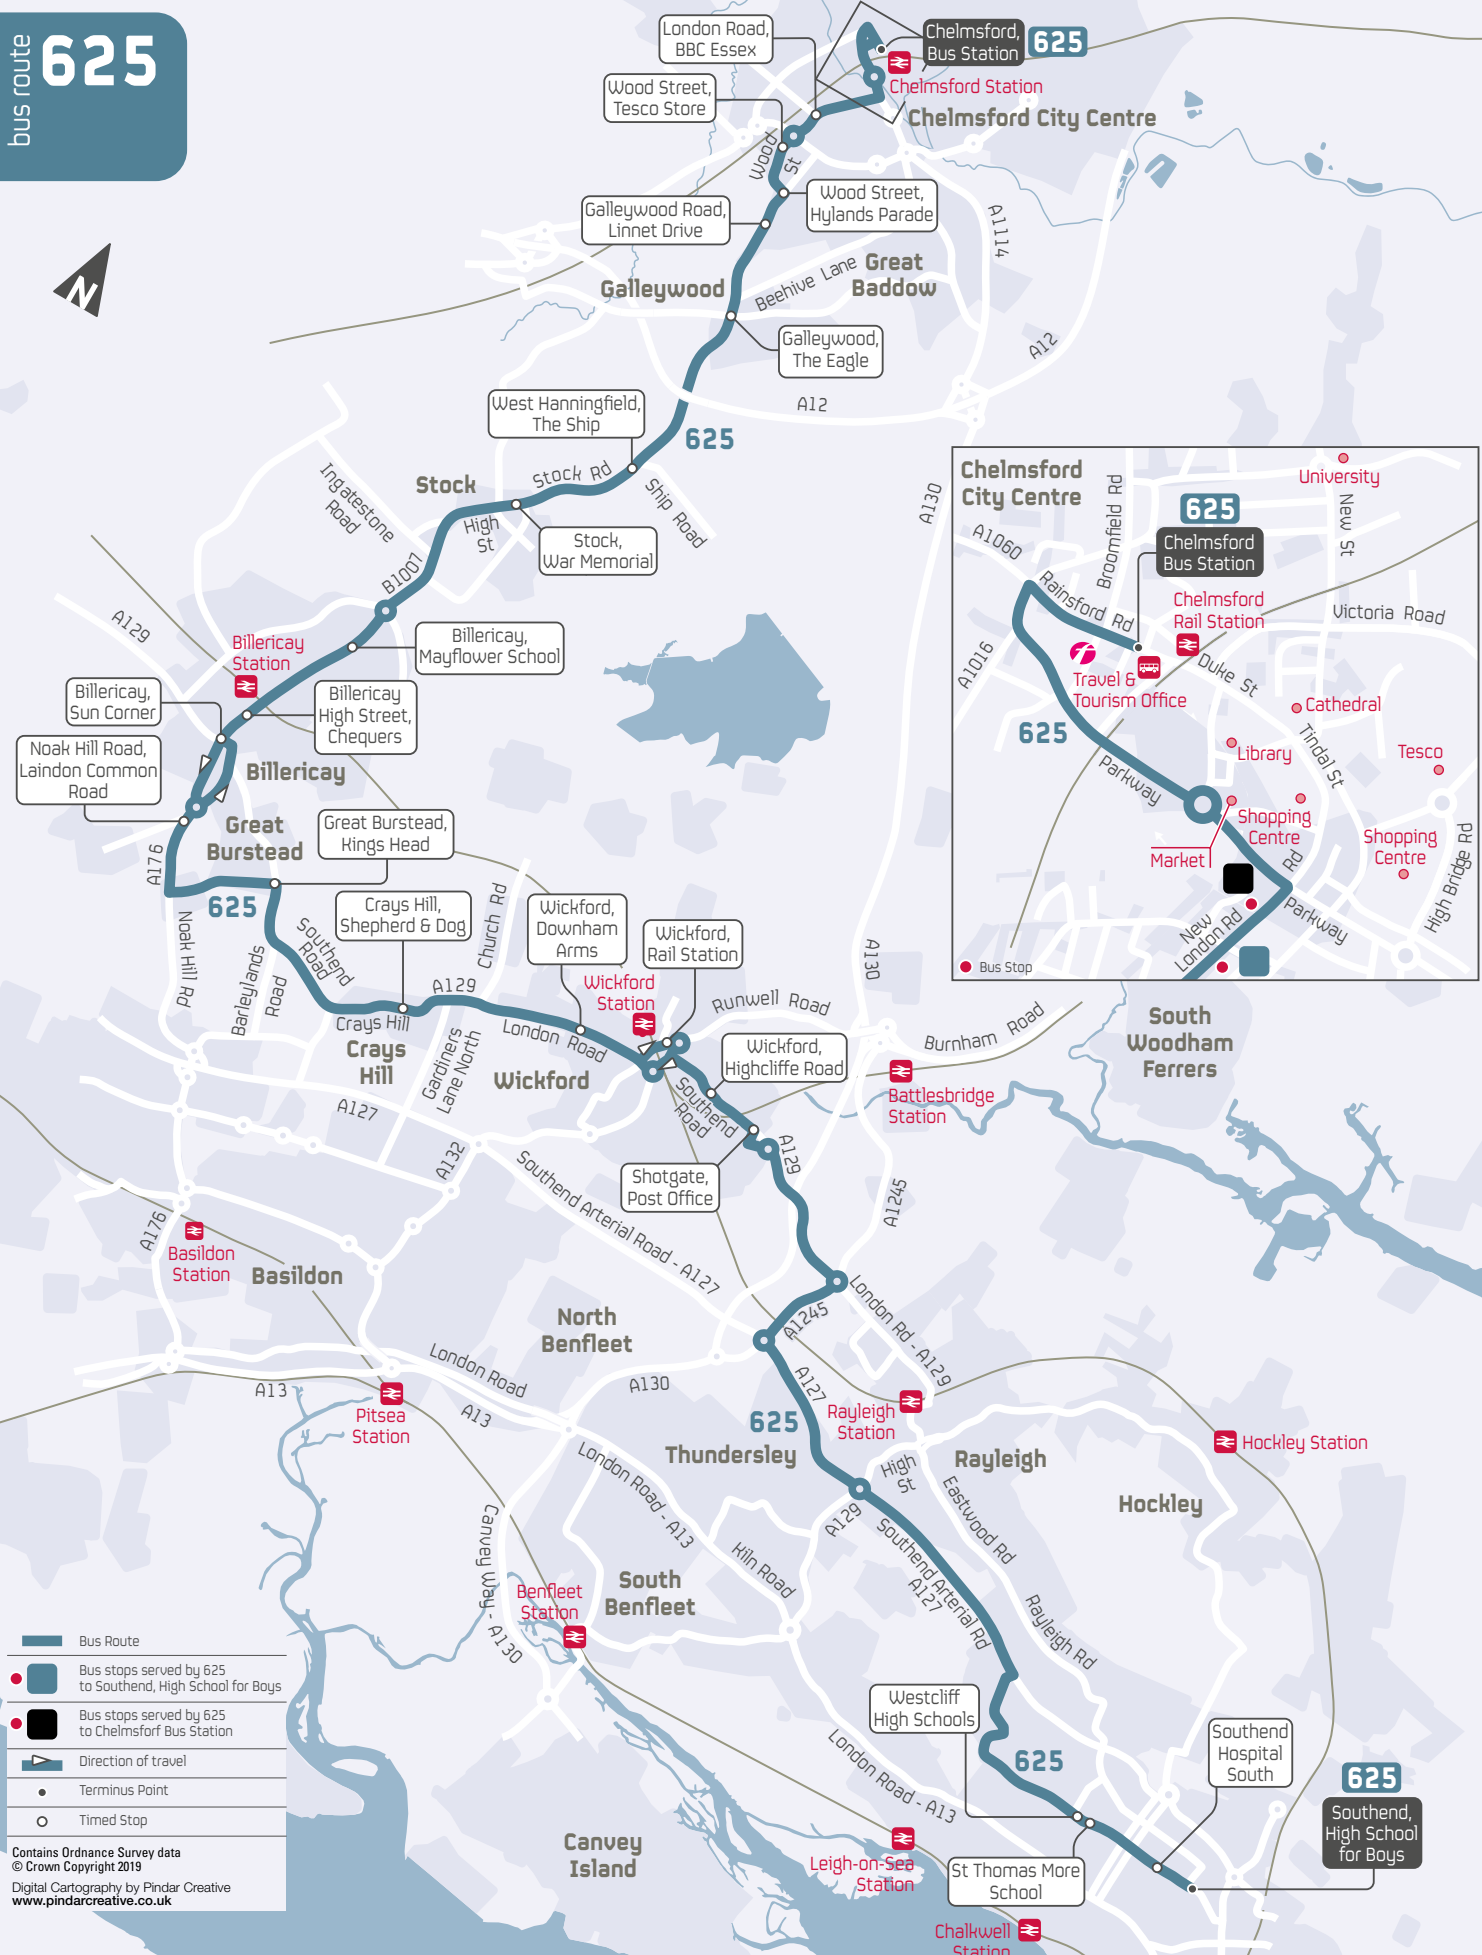 bus route
625
London Road,
BBC Essex
Chelmsford,
Bus Station
625
Chelmsford Station
Wood Street,
Tesco Store
Chelmsford City Centre
Wood
St
Wood Street,
Hylands Parade
Galleywood Road,
Linnet Drive
A1114
N
Galleywood
Beehive Lane
Great
Baddow
Galleywood,
The Eagle
A12
A12
West Hanningfield,
The Ship
625
Stock
Stock Rd
Ship Road
Ingatestone
Road
High
St
Stock,
War Memorial
B1007
A130
A129
Billericay
Station
Billericay,
Mayflower School
Billericay,
Sun Corner
Billericay
High Street,
Chequers
Noak Hill Road,
Laindon Common
Road
Billericay
Great
Burstead
Great Burstead,
Kings Head
A176
625
Noak Hill Rd
Crays Hill,
Shepherd & Dog
Church Rd
Wickford,
Downham
Arms
Wickford,
Rail Station
Southend
Road
Barleylands
Road
A129
Wickford
Station
Runwell Road
A130
Burnham Road
Crays Hill
Crays
Hill
London Road
Gardiners
Lane North
Wickford
Wickford,
Highcliffe Road
South
Woodham
Ferrers
Battlesbridge
Station
A127
Southend
Road
A129
A132
Southend Arterial Road - A127
Shotgate,
Post Office
A1245
A176
Basildon
Station
Basildon
North
Benfleet
A1245
London Rd - A129
London Road
A13
A13
A130
A127
Pitsea
Station
625
Rayleigh
Station
Thundersley
High
St
Rayleigh
Hockley Station
Hockley
London Road - A13
Canvey Way - A130
Kiln Road
A129
Eastwood Rd
Southend Arterial Rd
A127
South
Benfleet
Benfleet
Station
Rayleigh Rd
Westcliff
High Schools
625
Southend
Hospital
South
London Road - A13
625
Southend,
High School
for Boys
Canvey
Island
Leigh-on-Sea
Station
St Thomas More
School
Chalkwell
Station
Chelmsford
City Centre
University
A1060
Broomfield Rd
625
Chelmsford
Bus Station
New St
Rainsford Rd
Chelmsford
Rail Station
Victoria Road
A1016
Travel &
Tourism Office
Duke St
625
Cathedral
Library
Tindal St
Tesco
Parkway
Shopping
Centre
Market
Shopping
Centre
Rd
Parkway
High Bridge Rd
New
London Rd
Bus Stop
Bus Route
Bus stops served by 625
to Southend, High School for Boys
Bus stops served by 625
to Chelmsforf Bus Station
Direction of travel
Terminus Point
Timed Stop
Contains Ordnance Survey data
© Crown Copyright 2019
Digital Cartography by Pindar Creative
www.pindarcreative.co.uk